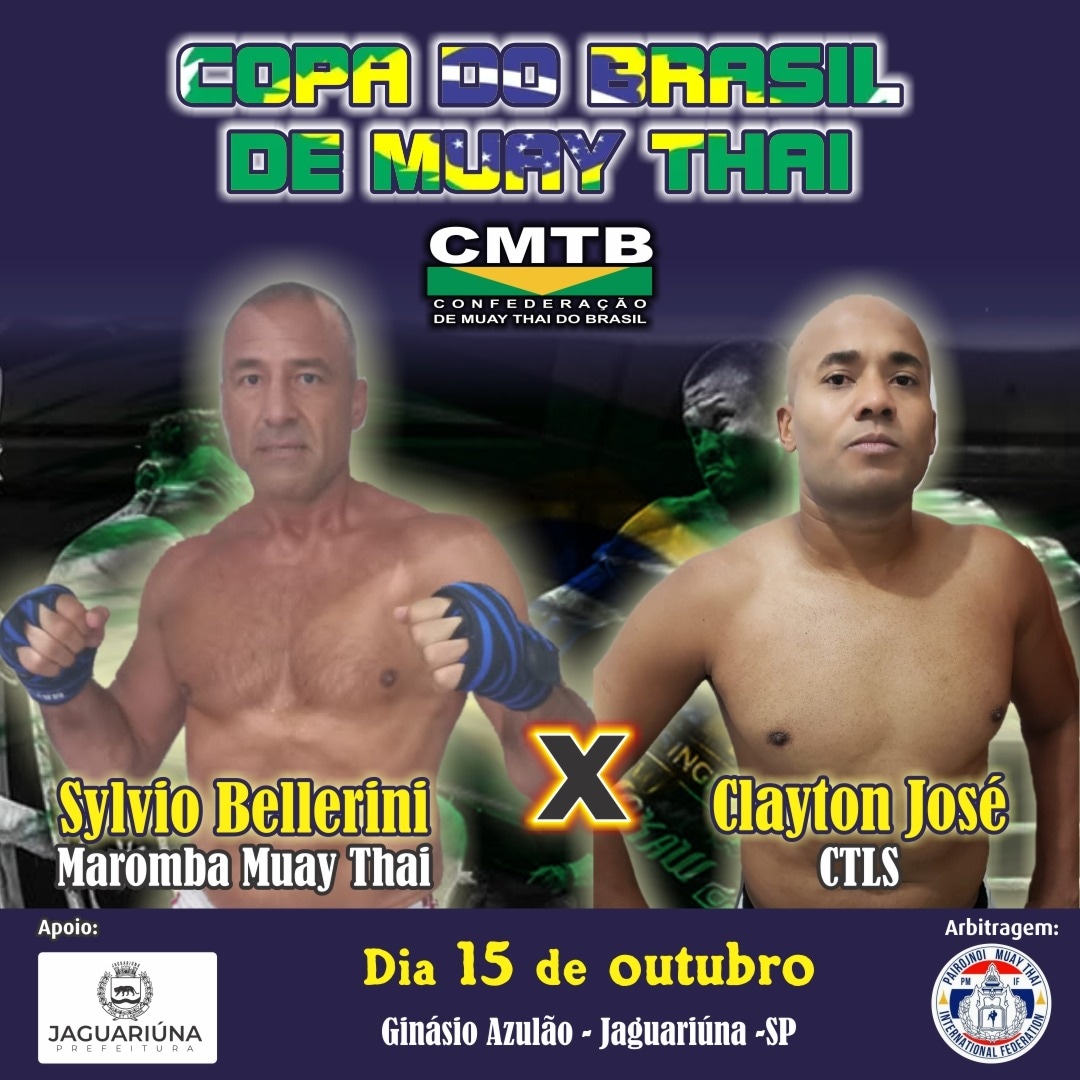 COPA DO BRASIL
DE MUAY THAI
CMTB
CONFEDERAÇÃO
DE MUAY THAI DO BRASIL
X
Sylvio Bellerini
Maromba Muay Thai
Clayton José
CTLS
Apoio:
JAGUARIÚNA
PREFEITURA
Dia 15 de outubro
Ginásio Azulão - Jaguariúna -SP
Arbitragem:
PAIROJNOI MUAY THAI
PM IF
INTERNATIONAL FEDERATION